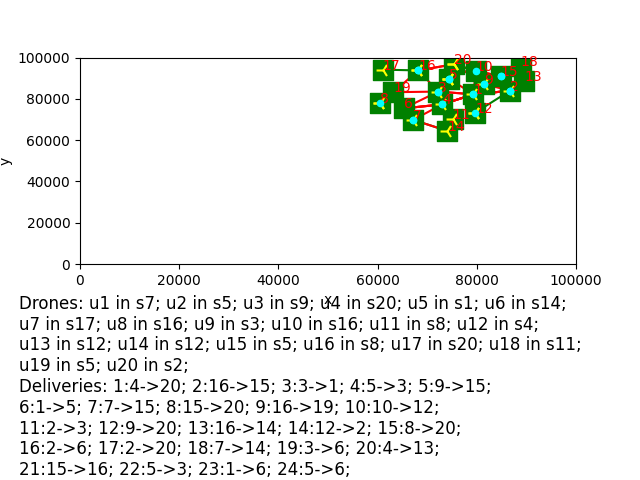 100000
80000
60000
40000
20000
0
y
0 20000 40000 60000 80000 100000
x
Drones: u1 in s7; u2 in s5; u3 in s9; u4 in s20; u5 in s1; u6 in s14;
u7 in s17; u8 in s16; u9 in s3; u10 in s16; u11 in s8; u12 in s4;
u13 in s12; u14 in s12; u15 in s5; u16 in s8; u17 in s20; u18 in s11;
u19 in s5; u20 in s2;
Deliveries: 1:4->20; 2:16->15; 3:3->1; 4:5->3; 5:9->15;
6:1->5; 7:7->15; 8:15->20; 9:16->19; 10:10->12;
11:2->3; 12:9->20; 13:16->14; 14:12->2; 15:8->20;
16:2->6; 17:2->20; 18:7->14; 19:3->6; 20:4->13;
21:15->16; 22:5->3; 23:1->6; 24:5->6;